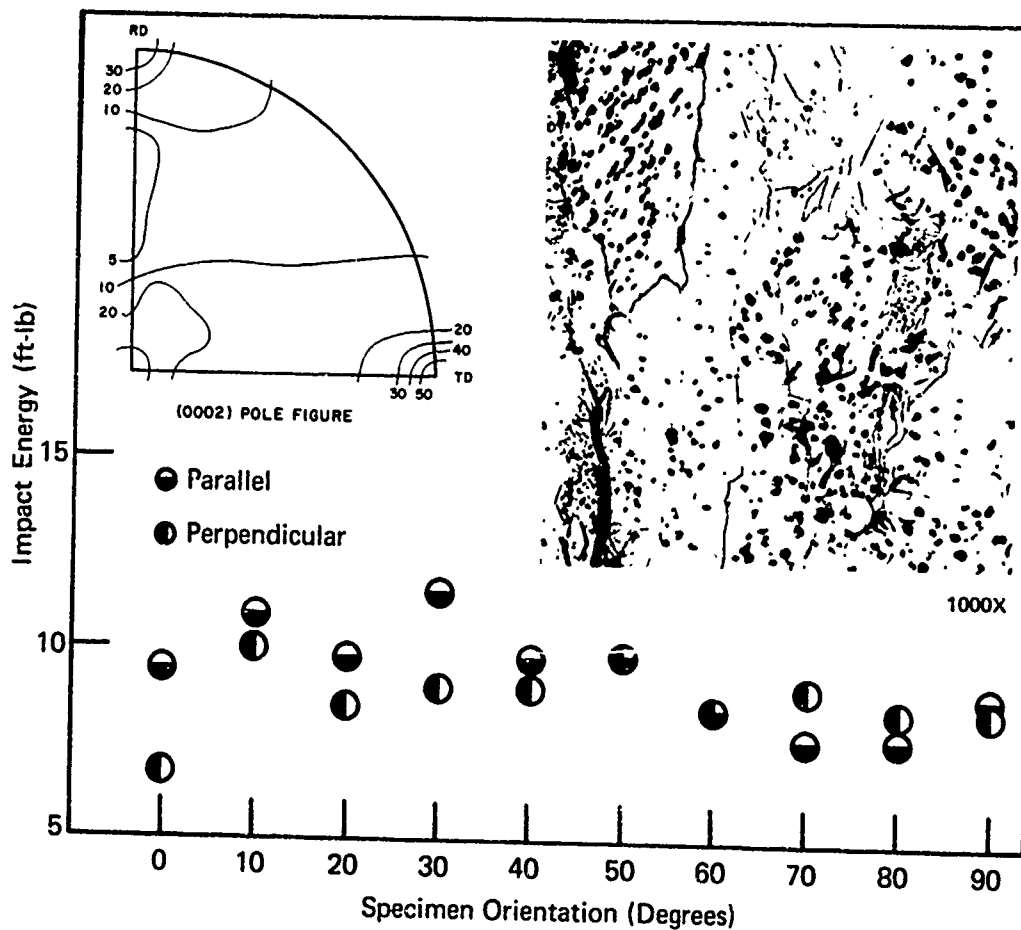 RD
30
20
10
5
10
20
20
40
TD
30 50
(0002) POLE FIGURE
Impact Energy (ft-lb)
15
Parallel
Perpendicular
1000X
10
5
0 10 20 30 40 50 60 70 80 90
Specimen Orientation (Degrees)